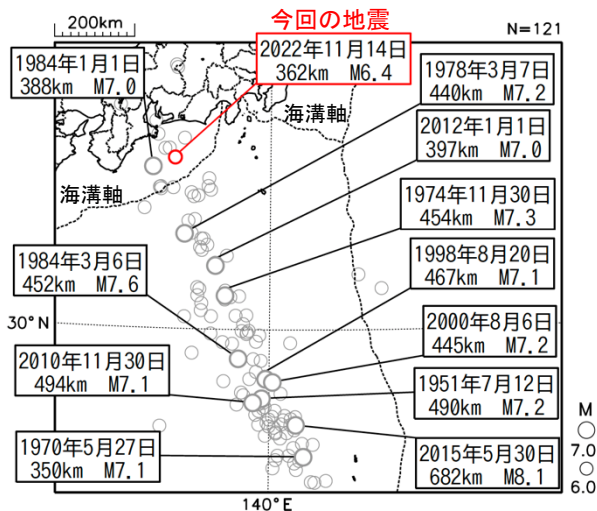 200km
今回の地震
N=121
1984年1月1日
388km M7.0
2022年11月14日
362km M6.4
1978年3月7日
440km M7.2
海溝軸
2012年1月1日
397km M7.0
海溝軸
1974年11月30日
454km M7.3
1984年3月6日
452km M7.6
1998年8月20日
467km M7.1
30°N
2000年8月6日
445km M7.2
2010年11月30日
494km M7.1
1951年7月12日
490km M7.2
1970年5月27日
350km M7.1
2015年5月30日
682km M8.1
M
7.0
6.0
140°E